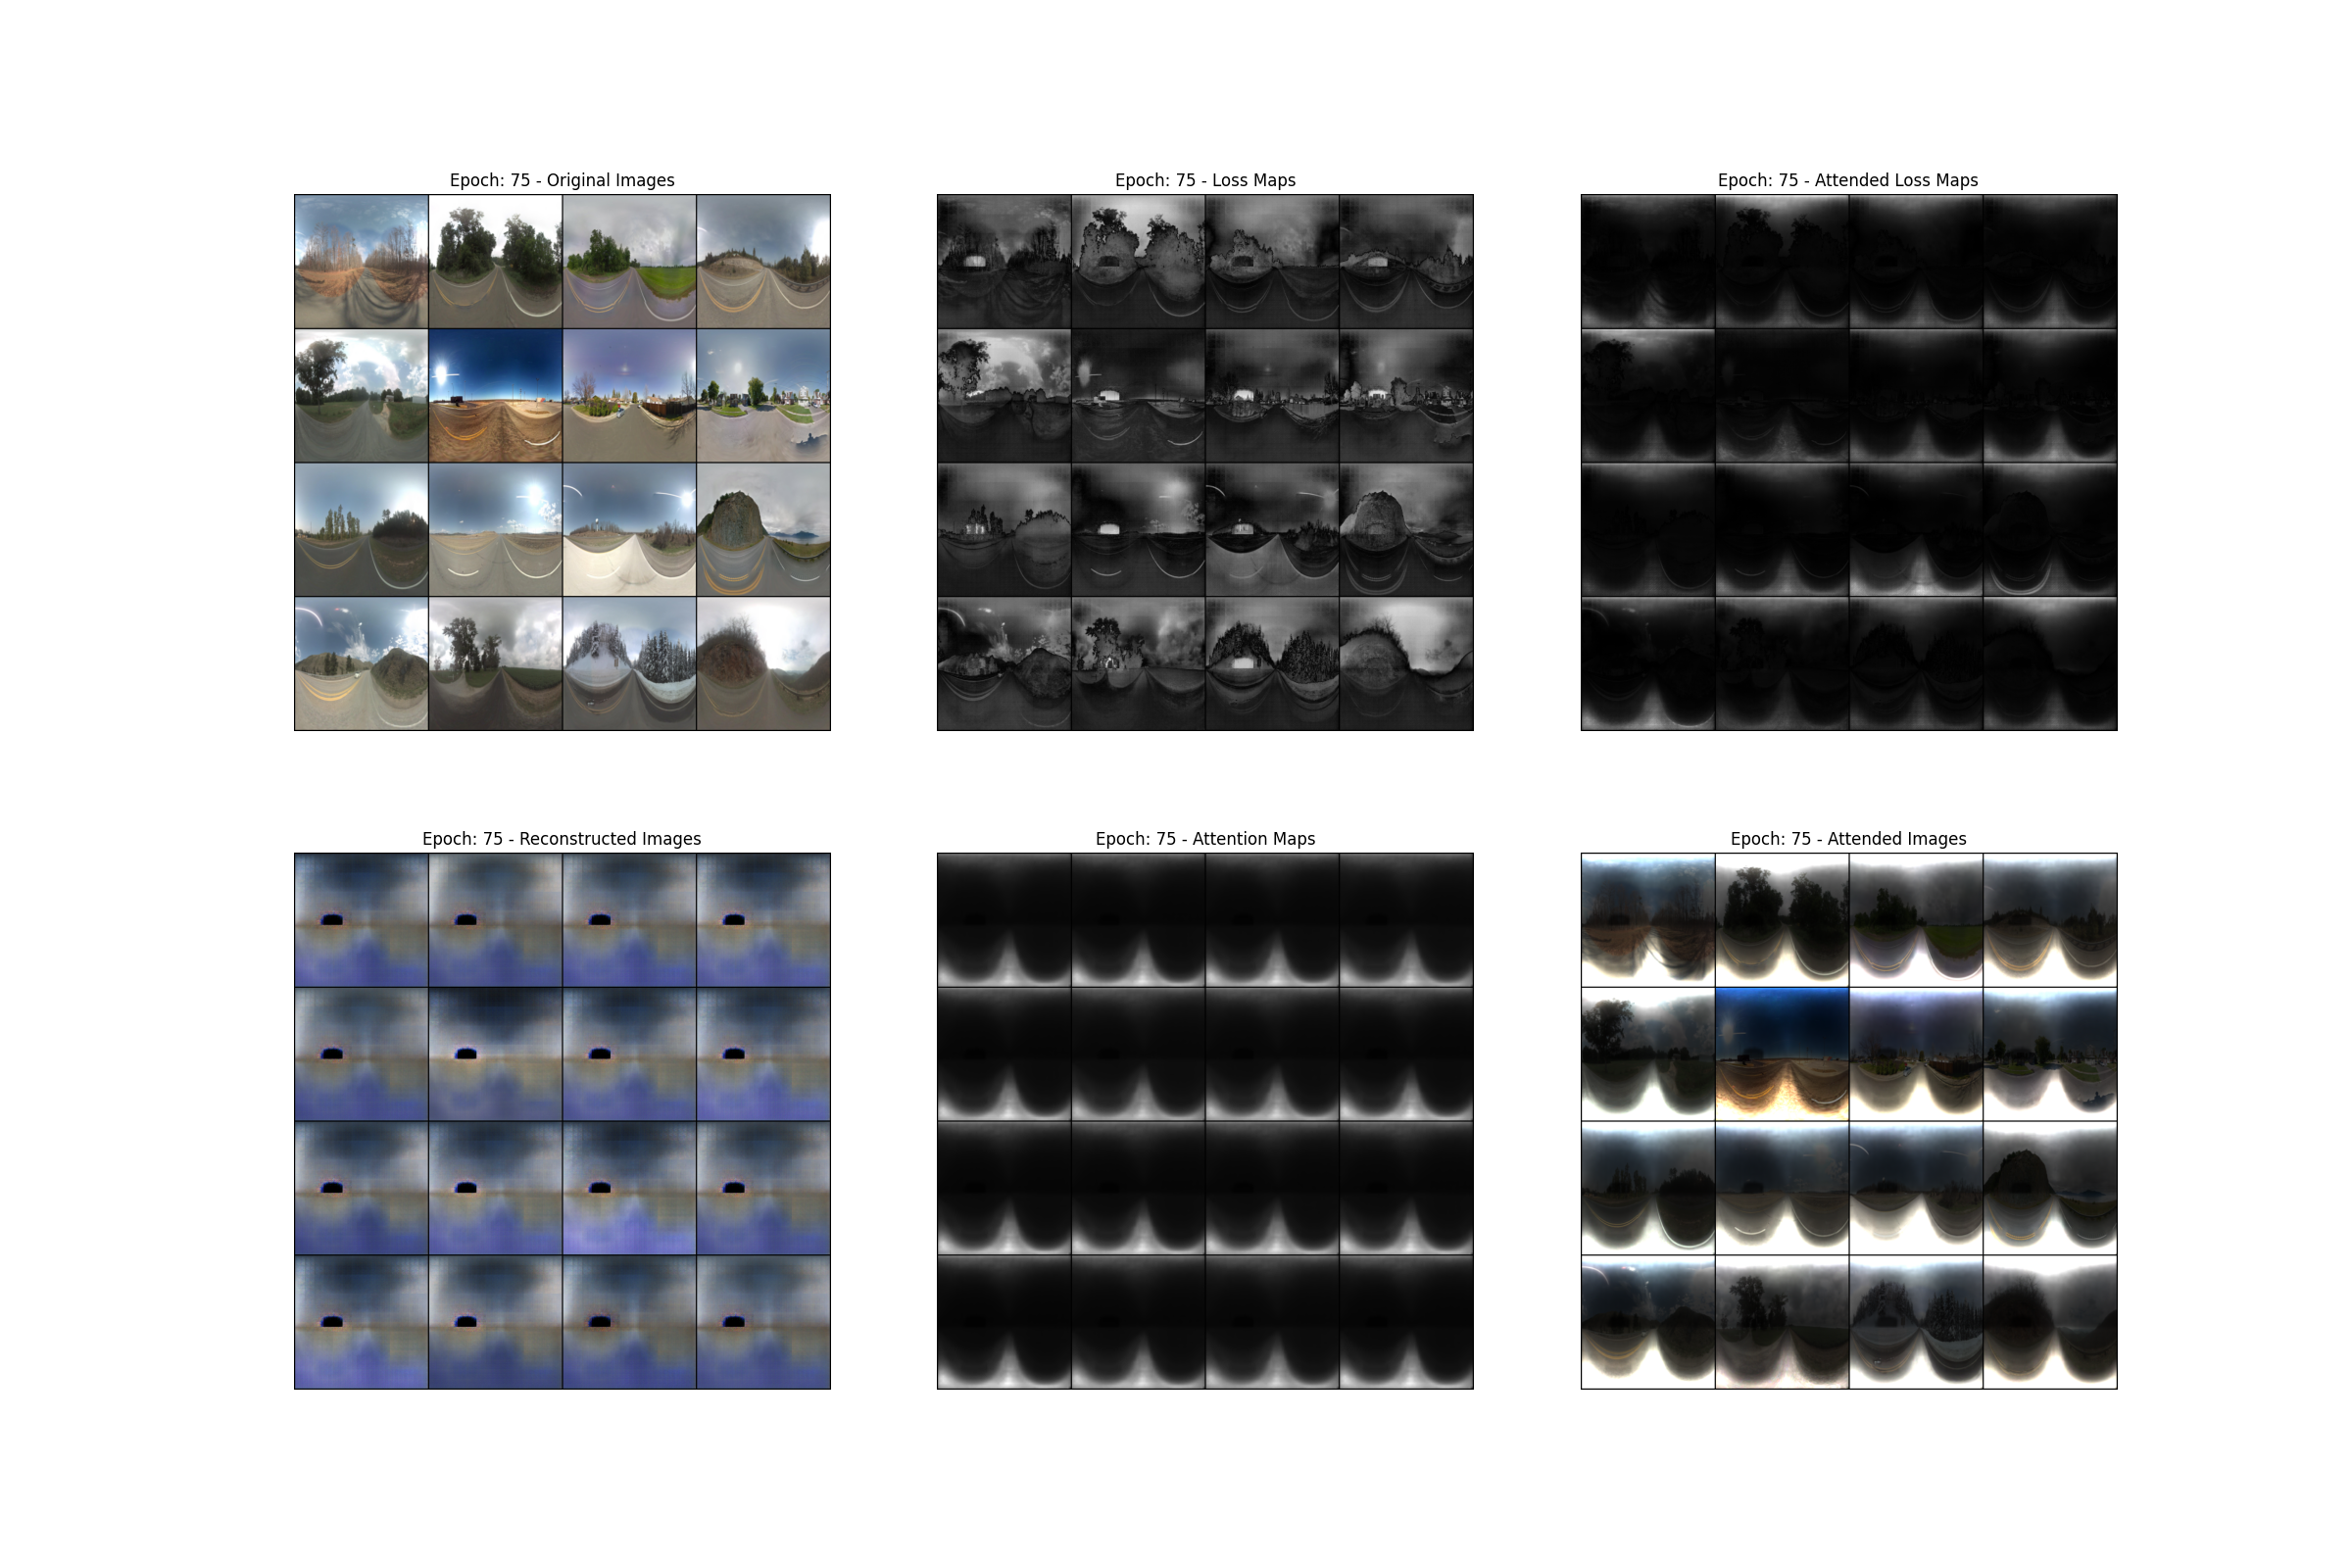 Epoch: 75 - Original Images
Epoch: 75 - Loss Maps
Epoch: 75 - Attended Loss Maps
Epoch: 75 - Reconstructed Images
Epoch: 75 - Attention Maps
Epoch: 75 - Attended Images